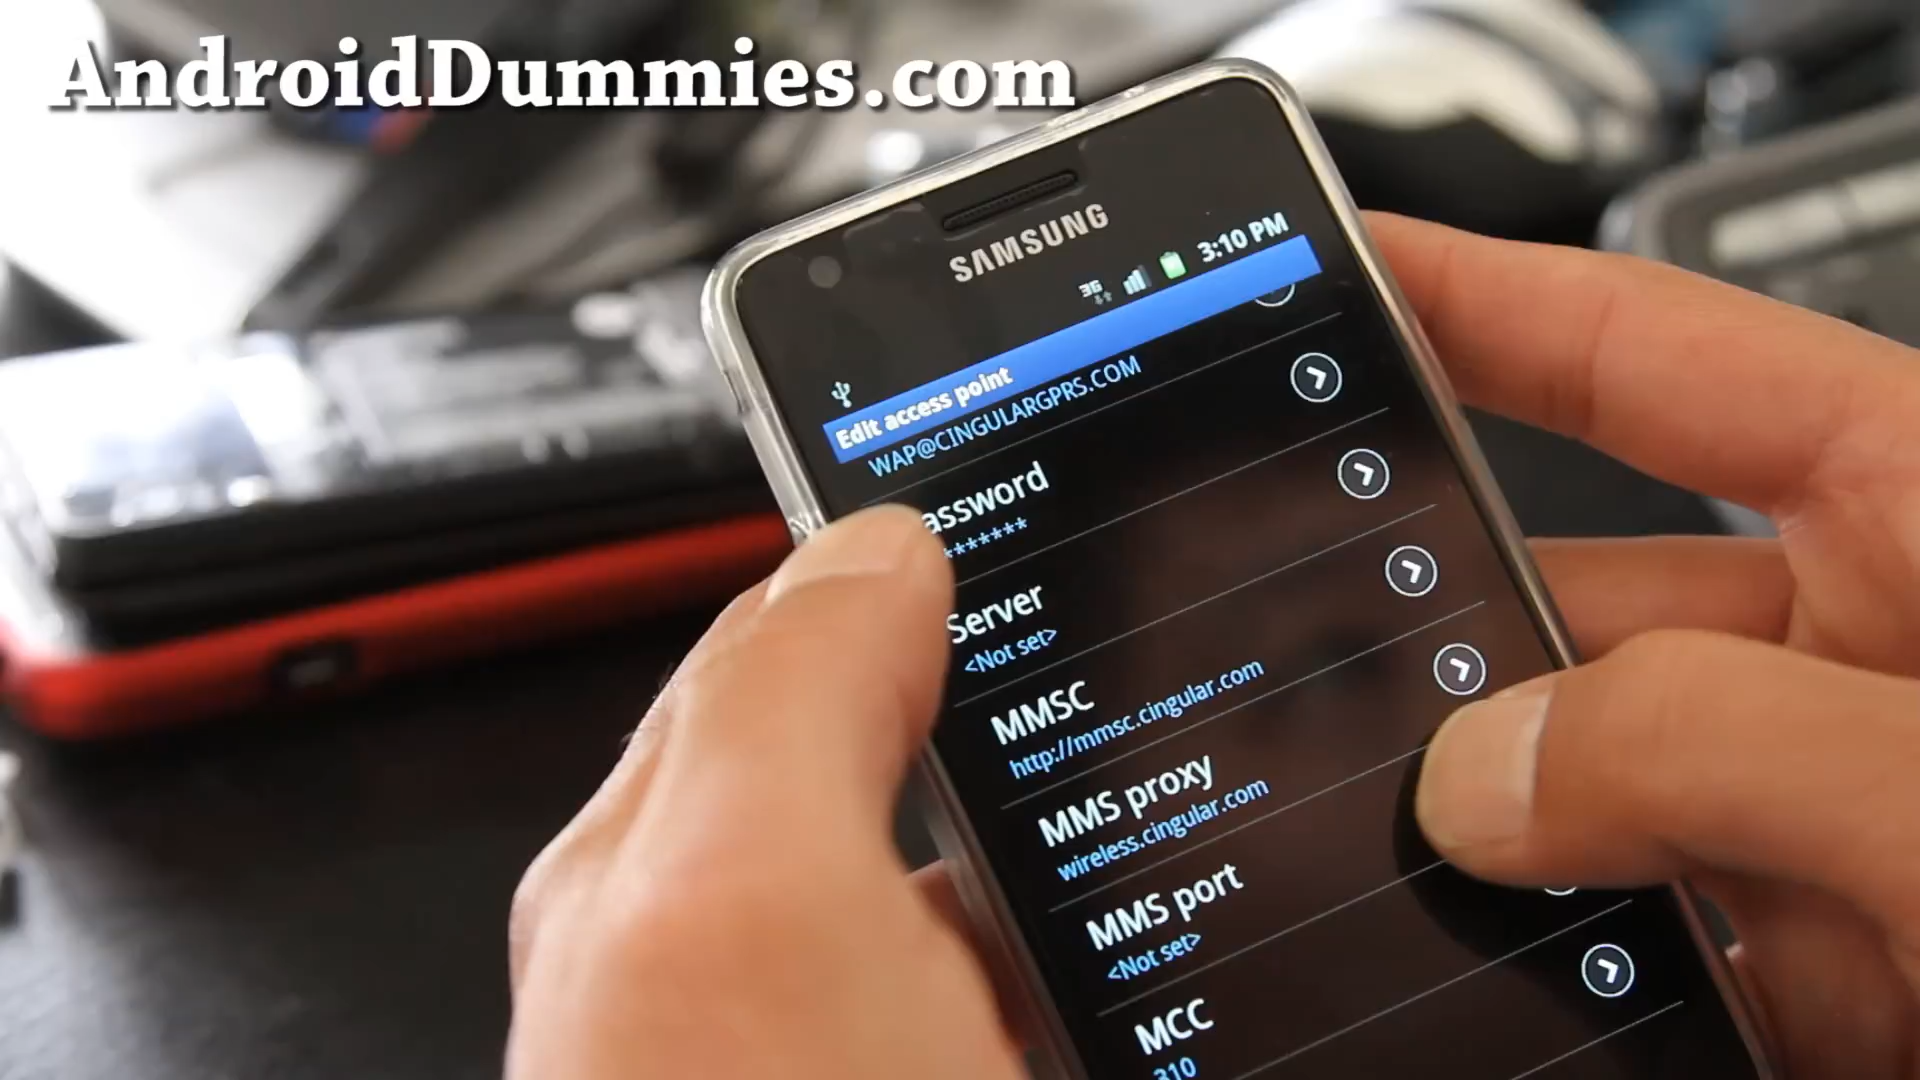 AndroidDummies.com
SAMSUNG
3G 3:10 PM
Edit access point
WAP@CINGULARGPRS.COM
assword
*******
Server
<Not set>
MMSC
http://mmsc.cingular.com
MMS proxy
wireless.cingular.com
MMS port
<Not set>
MCC
310